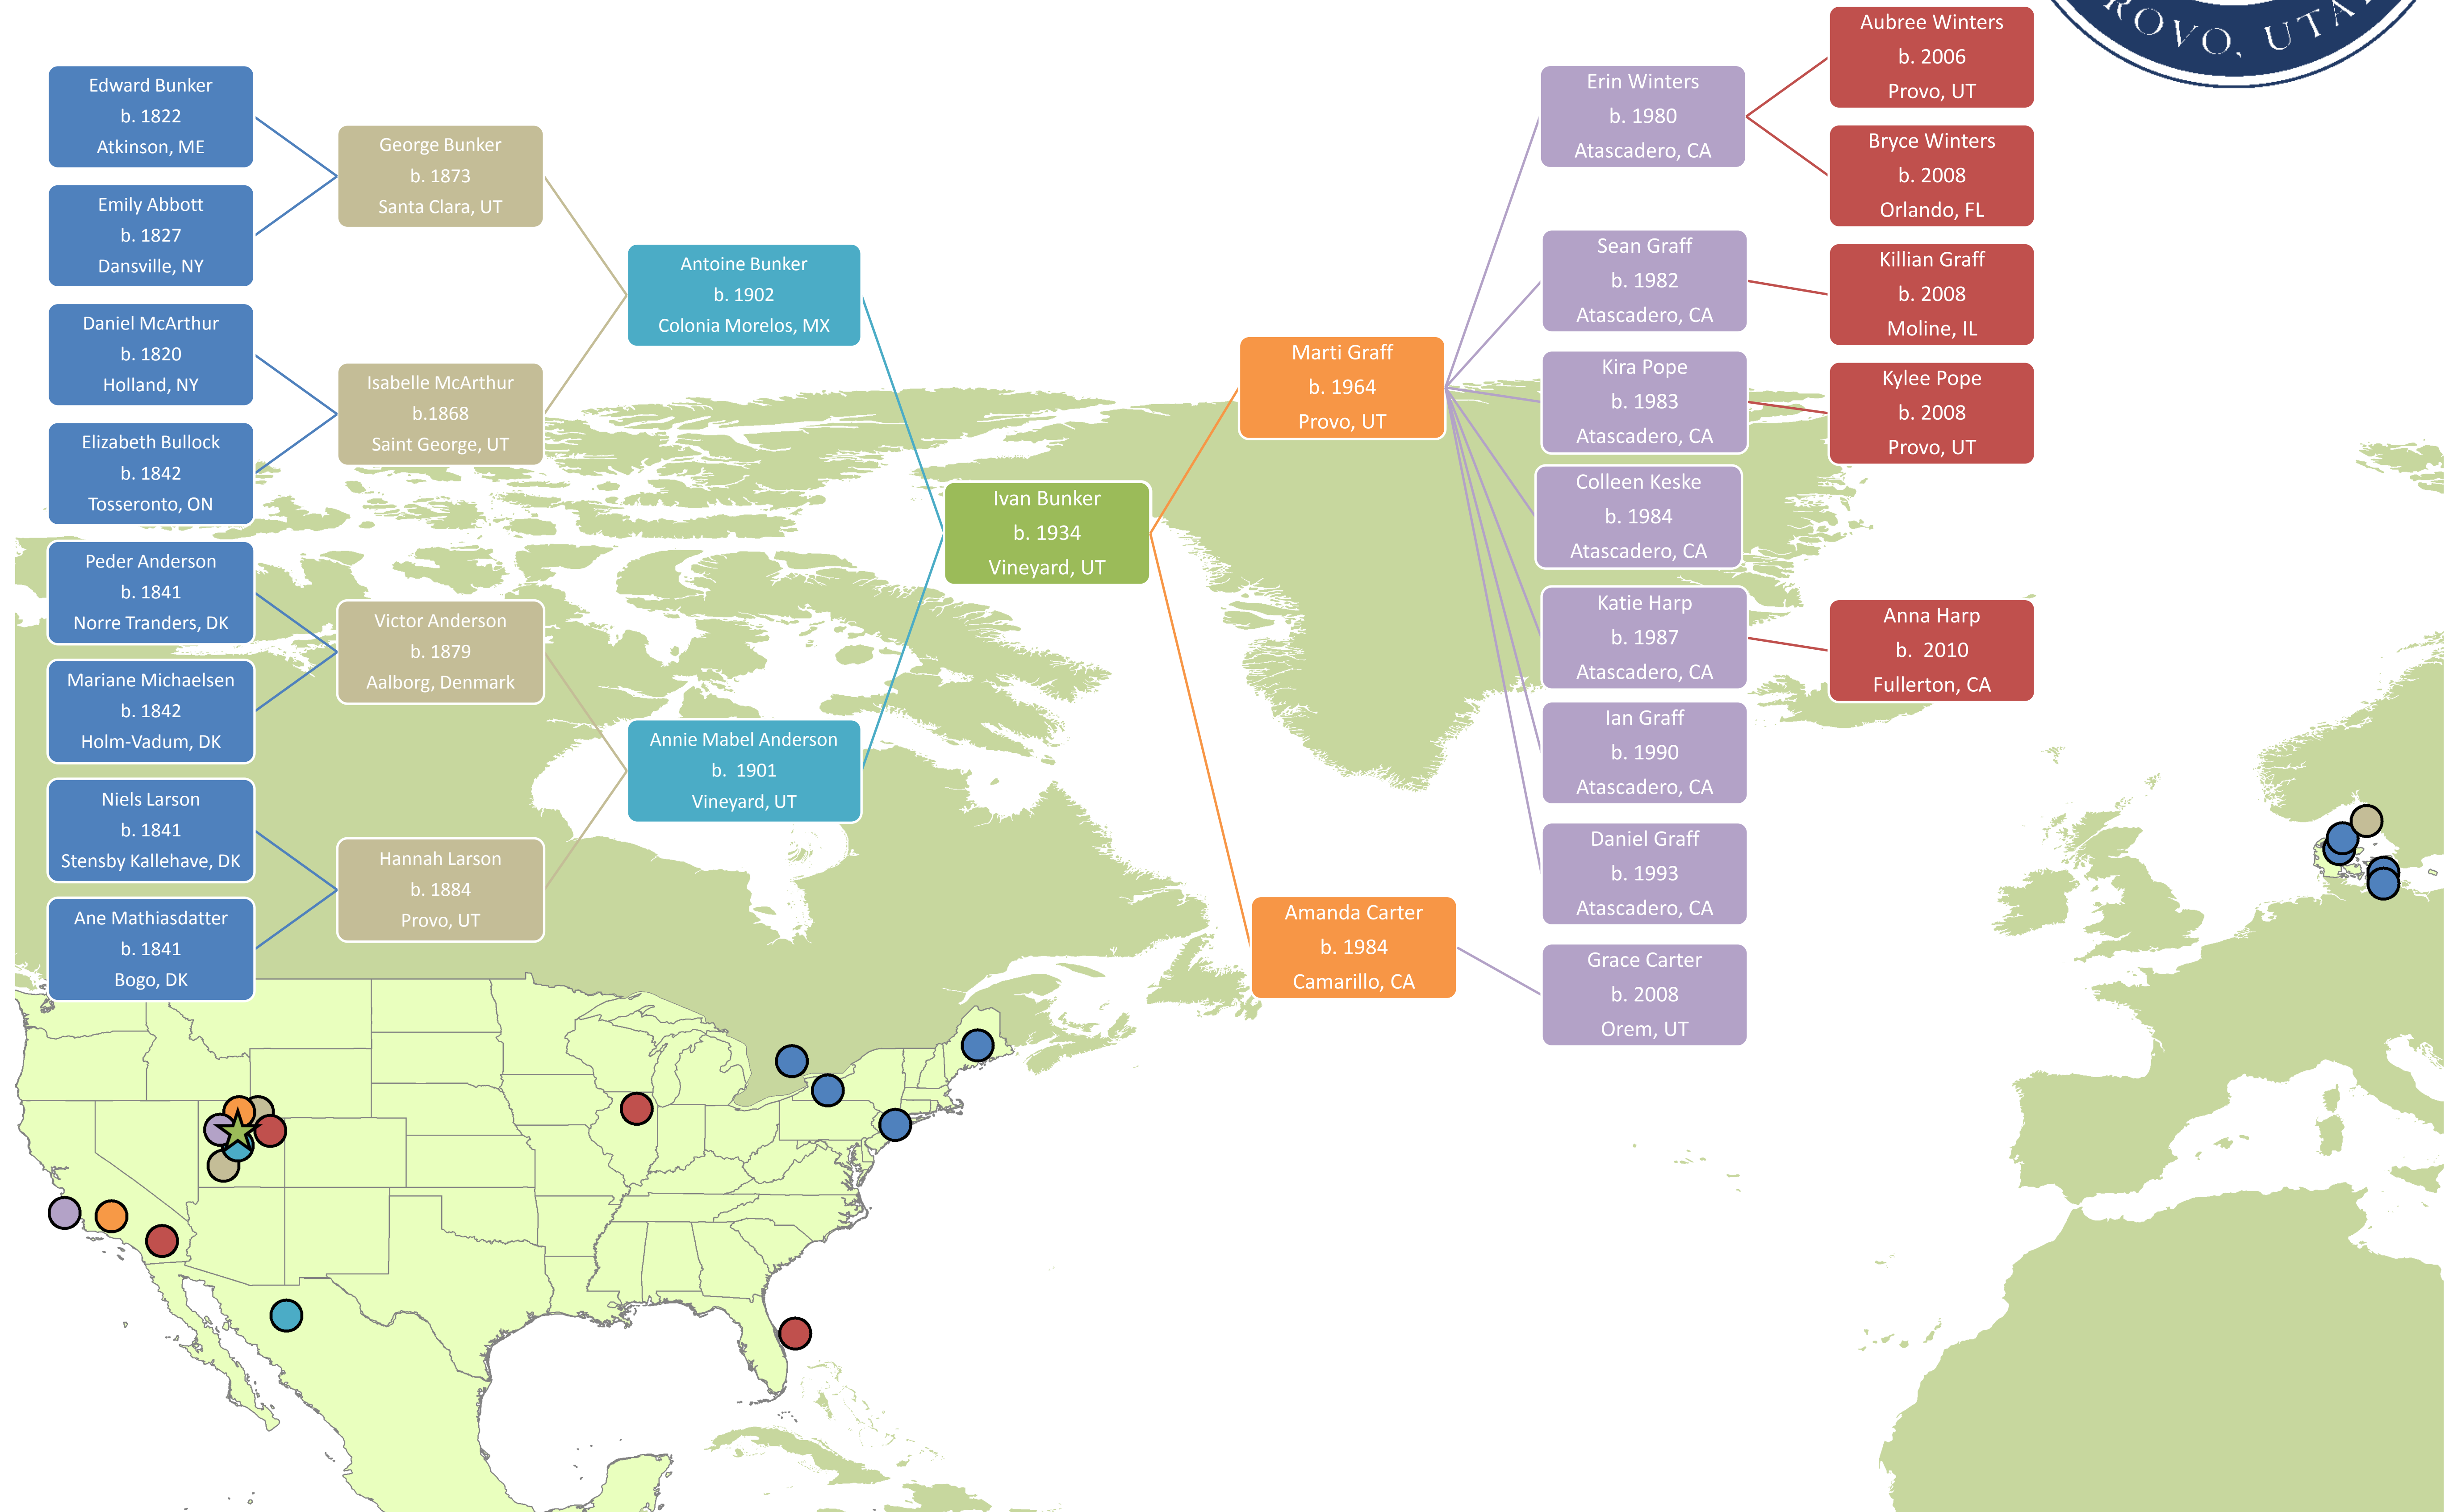 Edward Bunker
b. 1822
Atkinson, ME
Emily Abbott
b. 1827
Dansville, NY
Daniel McArthur
b. 1820
Holland, NY
Elizabeth Bullock
b. 1842
Tosseronto, ON
Peder Anderson
b. 1841
Norre Tranders, DK
Mariane Michaelsen
b. 1842
Holm-Vadum, DK
Niels Larson
b. 1841
Stensby Kallehave, DK
Ane Mathiasdatter
b. 1841
Bogo, DK
George Bunker
b. 1873
Santa Clara, UT
Isabelle McArthur
b.1868
Saint George, UT
Victor Anderson
b. 1879
Aalborg, Denmark
Hannah Larson
b. 1884
Provo, UT
Antoine Bunker
b. 1902
Colonia Morelos, MX
Annie Mabel Anderson
b. 1901
Vineyard, UT
Ivan Bunker
b. 1934
Vineyard, UT
Marti Graff
b. 1964
Provo, UT
Amanda Carter
b. 1984
Camarillo, CA
Erin Winters
b. 1980
Atascadero, CA
Sean Graff
b. 1982
Atascadero, CA
Kira Pope
b. 1983
Atascadero, CA
Colleen Keske
b. 1984
Atascadero, CA
Katie Harp
b. 1987
Atascadero, CA
Ian Graff
b. 1990
Atascadero, CA
Daniel Graff
b. 1993
Atascadero, CA
Grace Carter
b. 2008
Orem, UT
Aubree Winters
b. 2006
Provo, UT
Bryce Winters
b. 2008
Orlando, FL
Killian Graff
b. 2008
Moline, IL
Kylee Pope
b. 2008
Provo, UT
Anna Harp
b. 2010
Fullerton, CA
ROVO, UTA